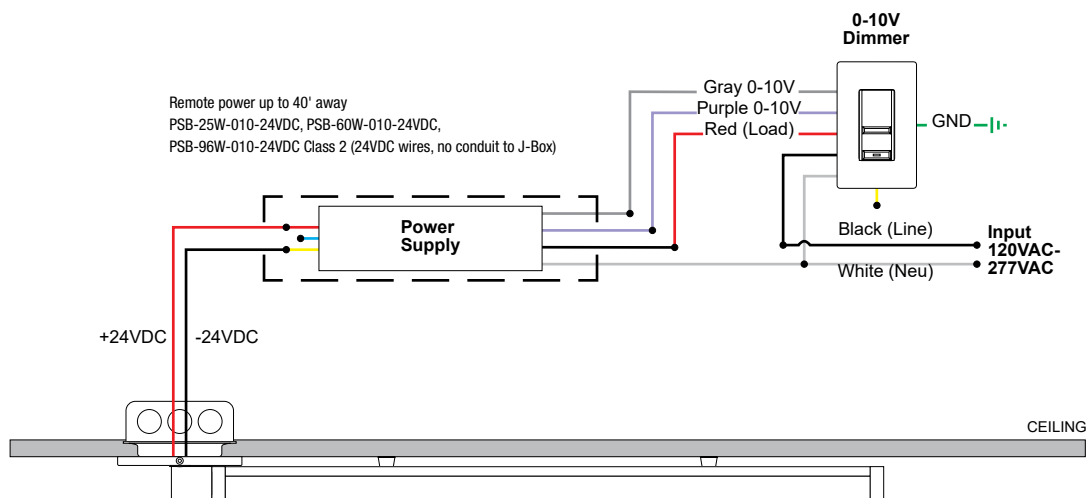 0-10V
Dimmer
Gray 0-10V
Purple 0-10V
Red (Load)
GND
Remote power up to 40' away
PSB-25W-010-24VDC, PSB-60W-010-24VDC,
PSB-96W-010-24VDC Class 2 (24VDC wires, no conduit to J-Box)
Power
Supply
Black (Line)
White (Neu)
Input
120VAC-
277VAC
+24VDC
-24VDC
CEILING